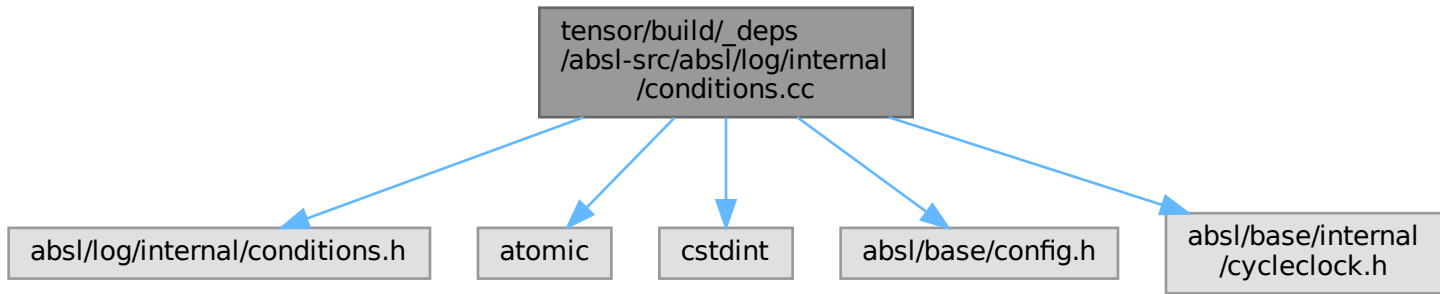 tensor/build/_deps
/absl-src/absl/log/internal
/conditions.cc
absl/log/internal/conditions.h
atomic
cstdint
absl/base/config.h
absl/base/internal
/cycleclock.h